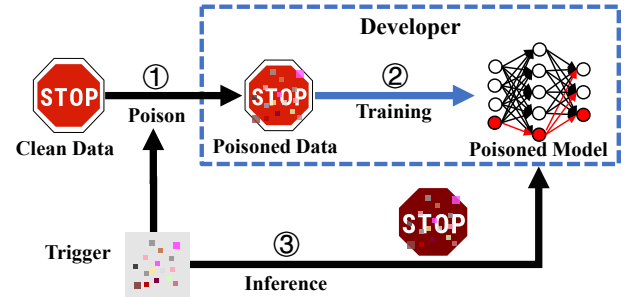 Developer
①
②
STOP
STOP
Poison
Training
Clean Data
Poisoned Data
Poisoned Model
STOP
Trigger
③
Inference